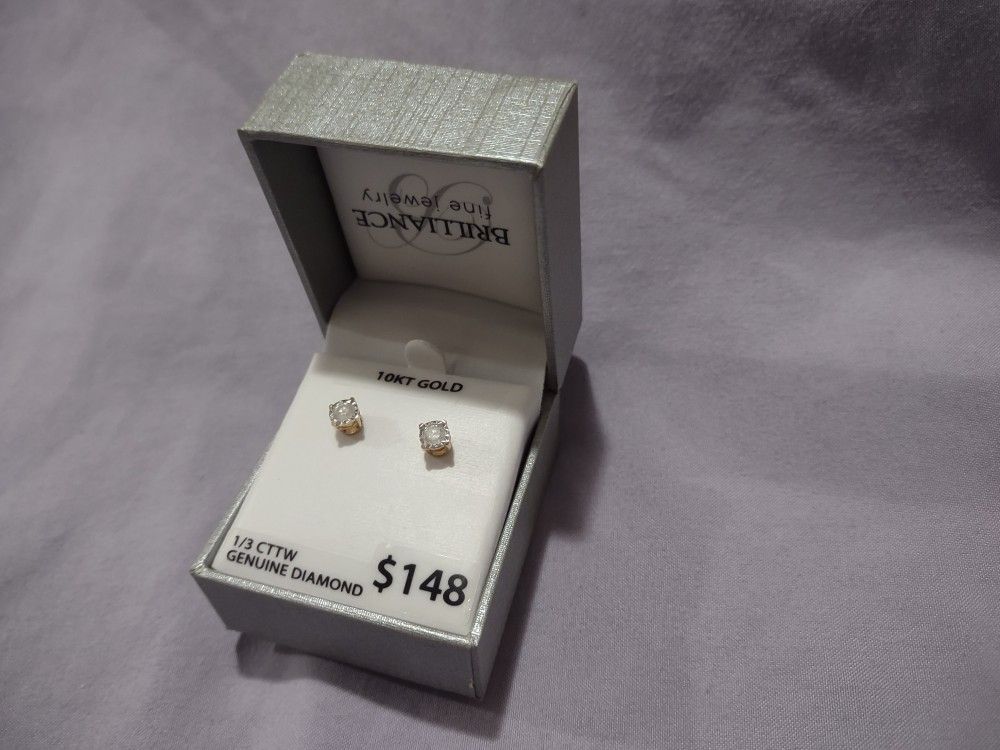 BRILLIANCE
fine jewelry
10KT GOLD
1/3 CTTW
GENUINE DIAMOND
$148